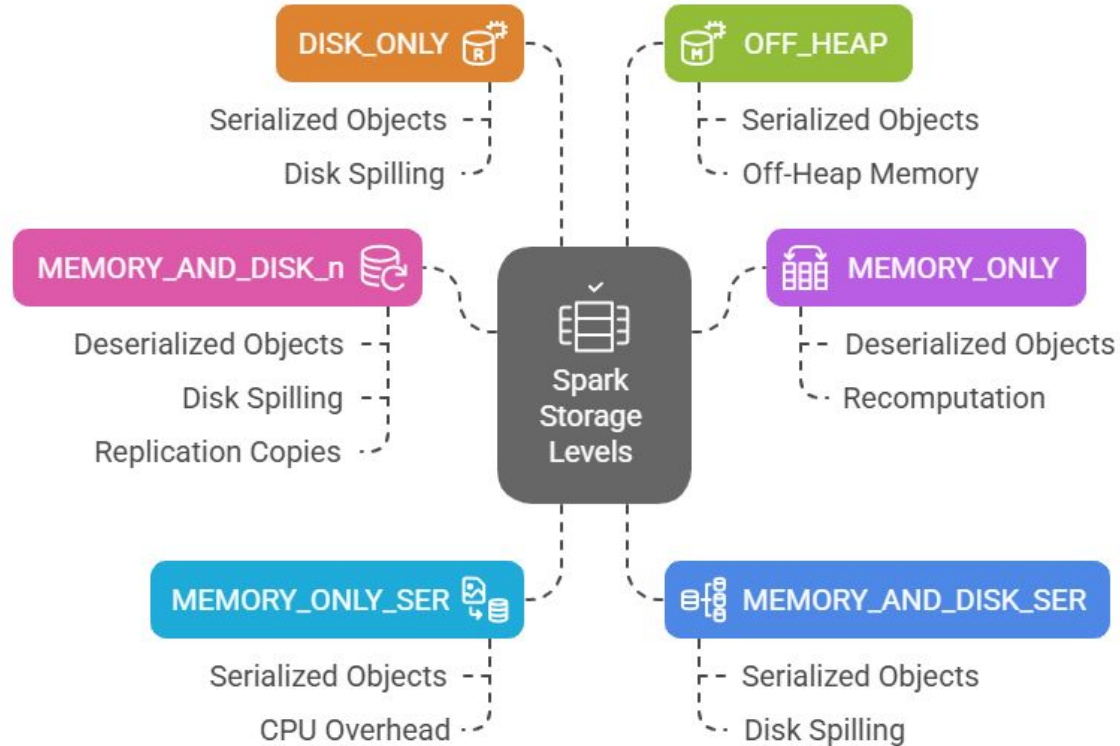 DISK_ONLY
R
Serialized Objects
Disk Spilling
OFF_HEAP
M
Serialized Objects
Off-Heap Memory
MEMORY_AND_DISK_n
Deserialized Objects
Disk Spilling
Replication Copies
Spark
Storage
Levels
MEMORY_ONLY
Deserialized Objects
Recomputation
MEMORY_ONLY_SER
Serialized Objects
CPU Overhead
MEMORY_AND_DISK_SER
Serialized Objects
Disk Spilling